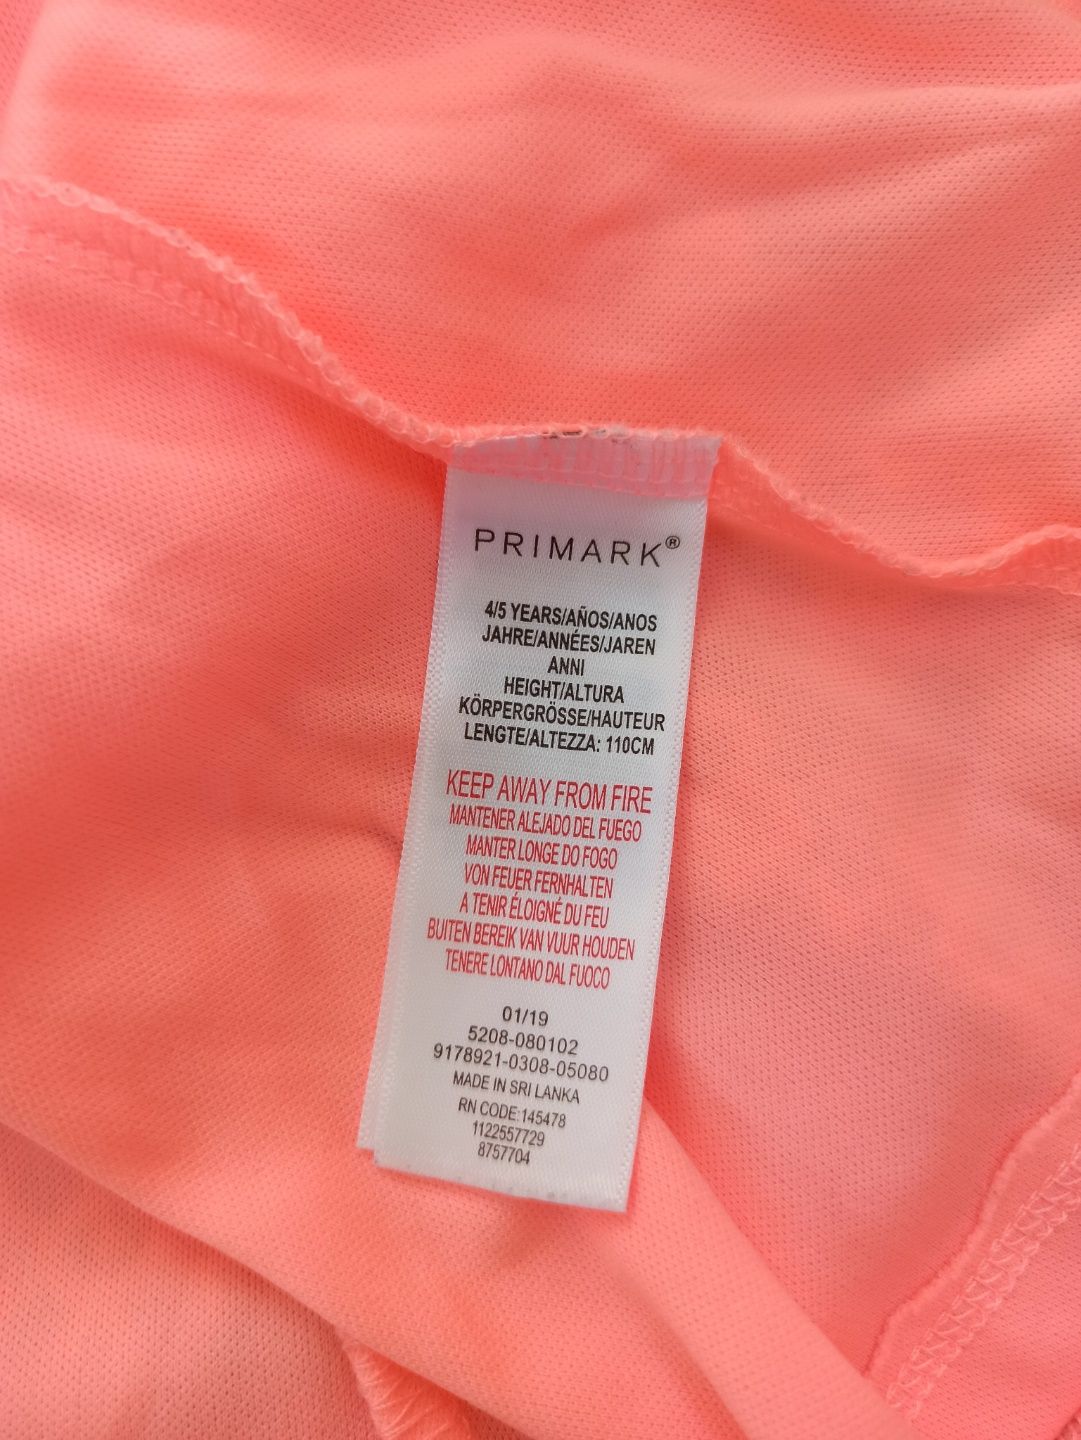 PRIMARK®
4/5 YEARS/AÑOS/ANOS
JAHRE/ANNÉES/JAREN
ANNI
HEIGHT/ALTURA
KÖRPERGRÖSSE/HAUTEUR
LENGTE/ALTEZZA: 110CM
KEEP AWAY FROM FIRE
MANTENER ALEJADO DEL FUEGO
MANTER LONGE DO FOGO
VON FEUER FERNHALTEN
A TENIR ÉLOIGNÉ DU FEU
BUITEN BEREIK VAN VUUR HOUDEN
TENERE LONTANO DAL FUOCO
01/19
5208-080102
9178921-0308-05080
MADE IN SRI LANKA
RN CODE:145478
1122557729
8757704